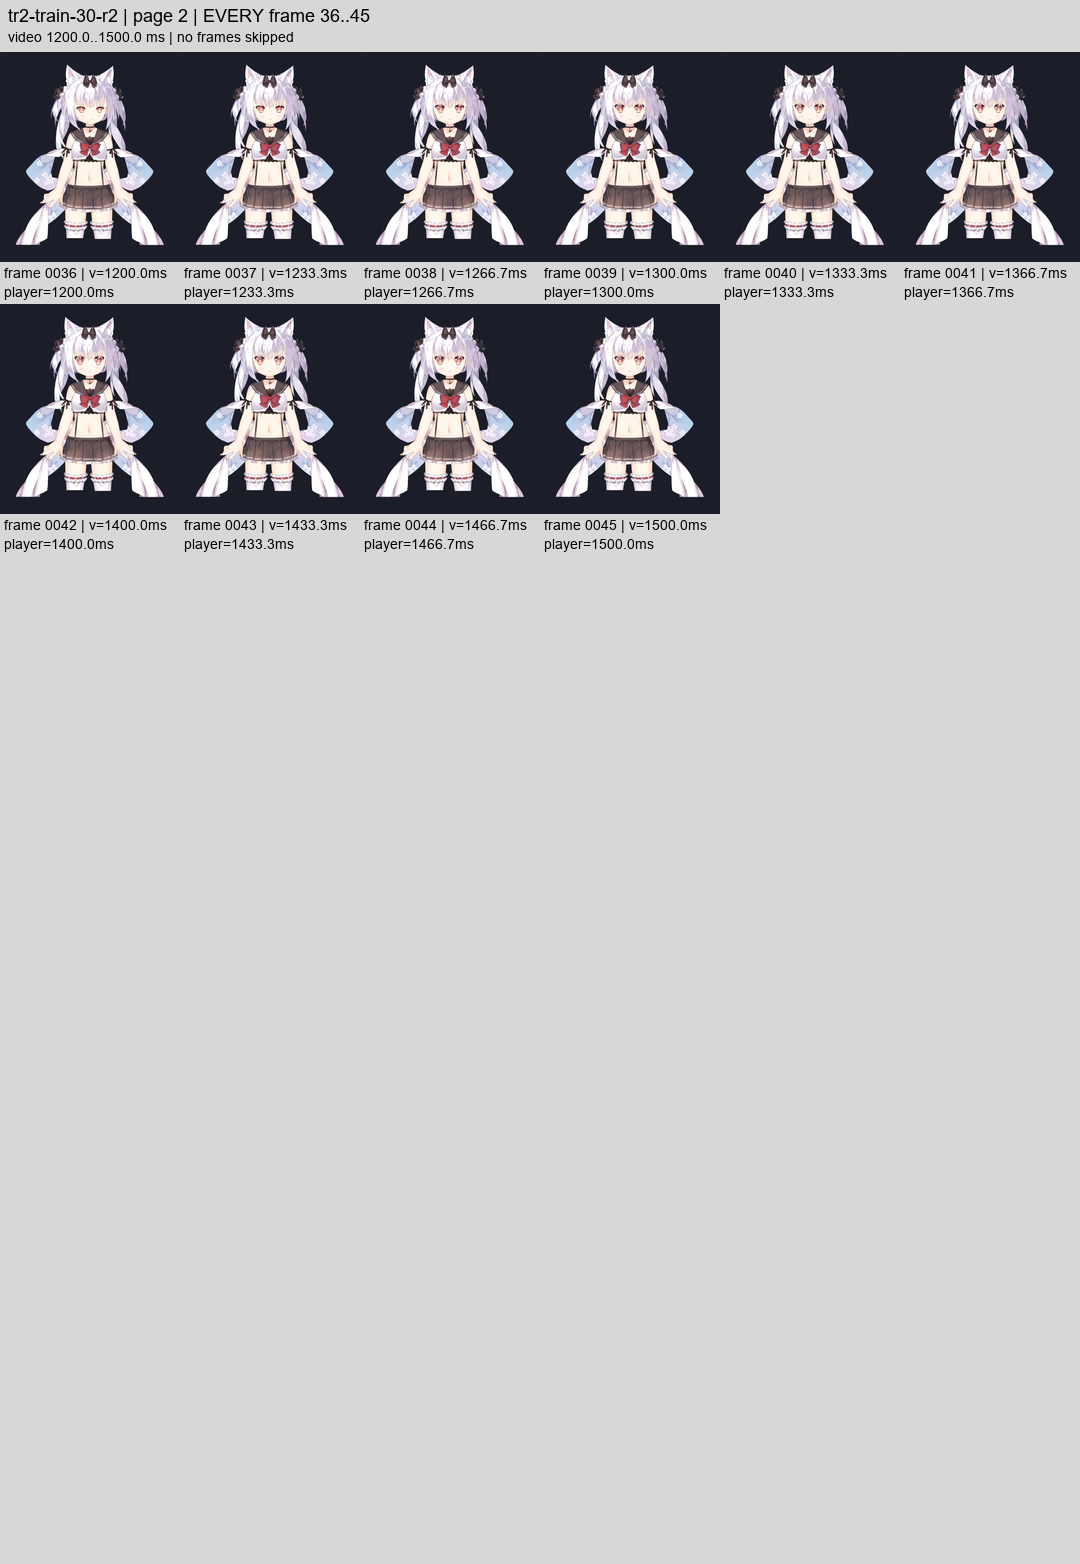 tr2-train-30-r2 | page 2 | EVERY frame 36..45
video 1200.0..1500.0 ms | no frames skipped
frame 0036 | v=1200.0ms
player=1200.0ms
frame 0037 | v=1233.3ms
player=1233.3ms
frame 0038 | v=1266.7ms
player=1266.7ms
frame 0039 | v=1300.0ms
player=1300.0ms
frame 0040 | v=1333.3ms
player=1333.3ms
frame 0041 | v=1366.7ms
player=1366.7ms
frame 0042 | v=1400.0ms
player=1400.0ms
frame 0043 | v=1433.3ms
player=1433.3ms
frame 0044 | v=1466.7ms
player=1466.7ms
frame 0045 | v=1500.0ms
player=1500.0ms